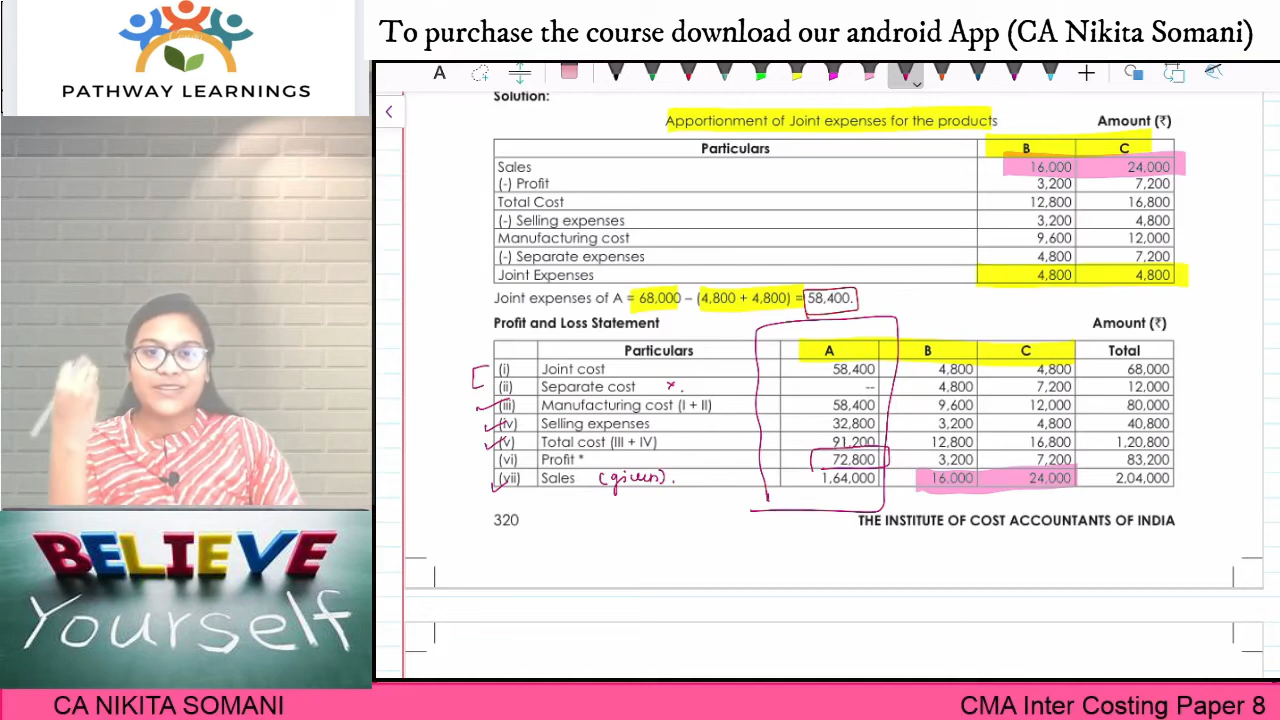 To purchase the course download our android App (CA Nikita Somani)
PATHWAY LEARNINGS
A
Solution:
Apportionment of Joint expenses for the products Amount (₹)
Particulars B C
Sales 16,000 24,000
(-) Profit 3,200 7,200
Total Cost 12,800 16,800
(-) Selling expenses 3,200 4,800
Manufacturing cost 9,600 12,000
(-) Separate expenses 4,800 7,200
Joint Expenses 4,800 4,800
Joint expenses of A = 68,000 – (4,800 + 4,800) = 58,400.
Profit and Loss Statement Amount (₹)
Particulars A B C Total
(i) Joint cost 58,400 4,800 4,800 68,000
(ii) Separate cost x. -- 4,800 7,200 12,000
(iii) Manufacturing cost (I + II) 58,400 9,600 12,000 80,000
(iv) Selling expenses 32,800 3,200 4,800 40,800
(v) Total cost (III + IV) 91,200 12,800 16,800 1,20,800
(vi) Profit * 72,800 3,200 7,200 83,200
(vii) Sales (given). 1,64,000 16,000 24,000 2,04,000
320 THE INSTITUTE OF COST ACCOUNTANTS OF INDIA
BELIEVE
Yourself
CA NIKITA SOMANI
CMA Inter Costing Paper 8